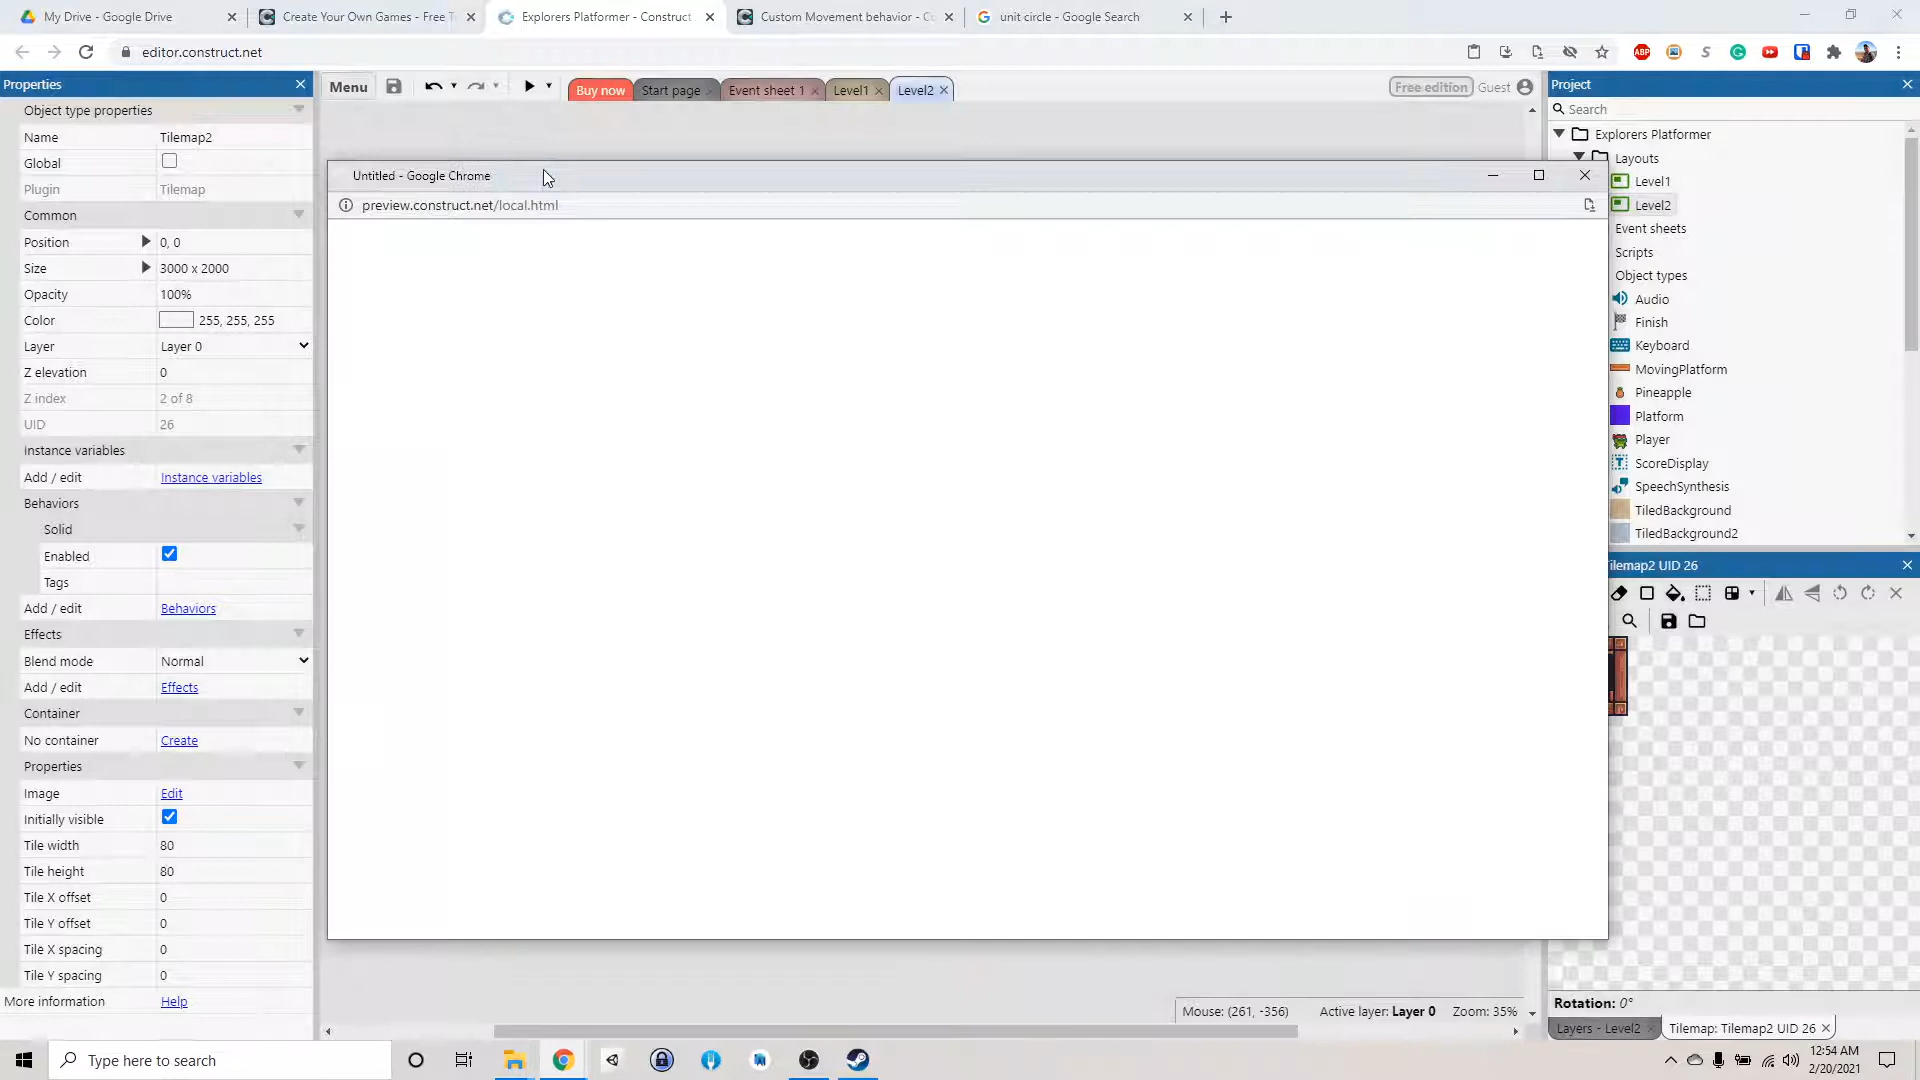 My Drive - Google Drive
Create Your Own Games - Free T
Explorers Platformer - Construct
Custom Movement behavior - C
unit circle - Google Search
editor.construct.net
Properties
Menu
Buy now
Start page
Event sheet 1
Level1
Level2
Free edition
Guest
Project
Object type properties
Search
Name
Tilemap2
Explorers Platformer
Global
Layouts
Plugin
Tilemap
Untitled - Google Chrome
Level1
preview.construct.net/local.html
Level2
Common
Event sheets
Position
0, 0
Scripts
Size
3000 x 2000
Object types
Opacity
100%
Audio
Color
255, 255, 255
Finish
Layer
Layer 0
Keyboard
Z elevation
0
MovingPlatform
Z index
2 of 8
Pineapple
UID
26
Platform
Instance variables
Player
Add / edit
Instance variables
ScoreDisplay
Behaviors
SpeechSynthesis
Solid
TiledBackground
Enabled
TiledBackground2
Tags
ilemap2 UID 26
Add / edit
Behaviors
Effects
Blend mode
Normal
Add / edit
Effects
Container
No container
Create
Properties
Image
Edit
Initially visible
Tile width
80
Tile height
80
Tile X offset
0
Tile Y offset
0
Tile X spacing
0
Tile Y spacing
0
More information
Help
Mouse: (261, -356)
Active layer: Layer 0
Zoom: 35%
Rotation: 0°
Layers - Level2
Tilemap: Tilemap2 UID 26
Type here to search
12:54 AM
2/20/2021